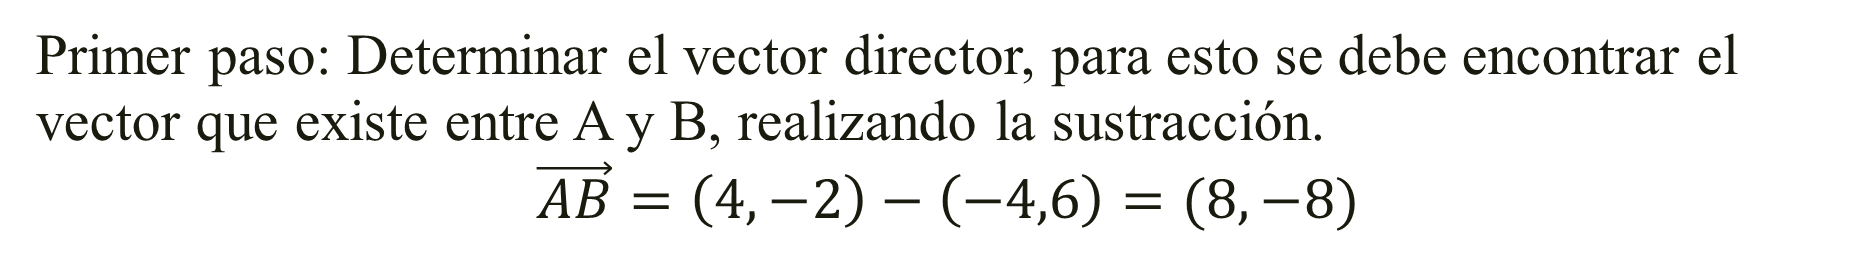 Primer paso: Determinar el vector director, para esto se debe encontrar el
vector que existe entre A y B, realizando la sustracción.
$\overrightarrow{AB} = (4, -2) - (-4,6) = (8, -8)$